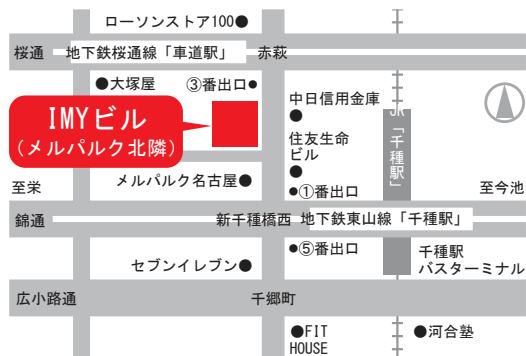 ローソンストア100●
桜通
地下鉄桜通線「車道駅」
赤萩
●大塚屋
③番出口●
IMYビル
(メルパルク北隣)
中日信用金庫
●
住友生命
ビル
●
JR「千種駅」
至栄
メルパルク名古屋●
●①番出口
至今池
錦通
新千種橋西
地下鉄東山線「千種駅」
セブンイレブン●
●⑤番出口
千種駅
バスターミナル
広小路通
千郷町
●FIT
HOUSE
●河合塾